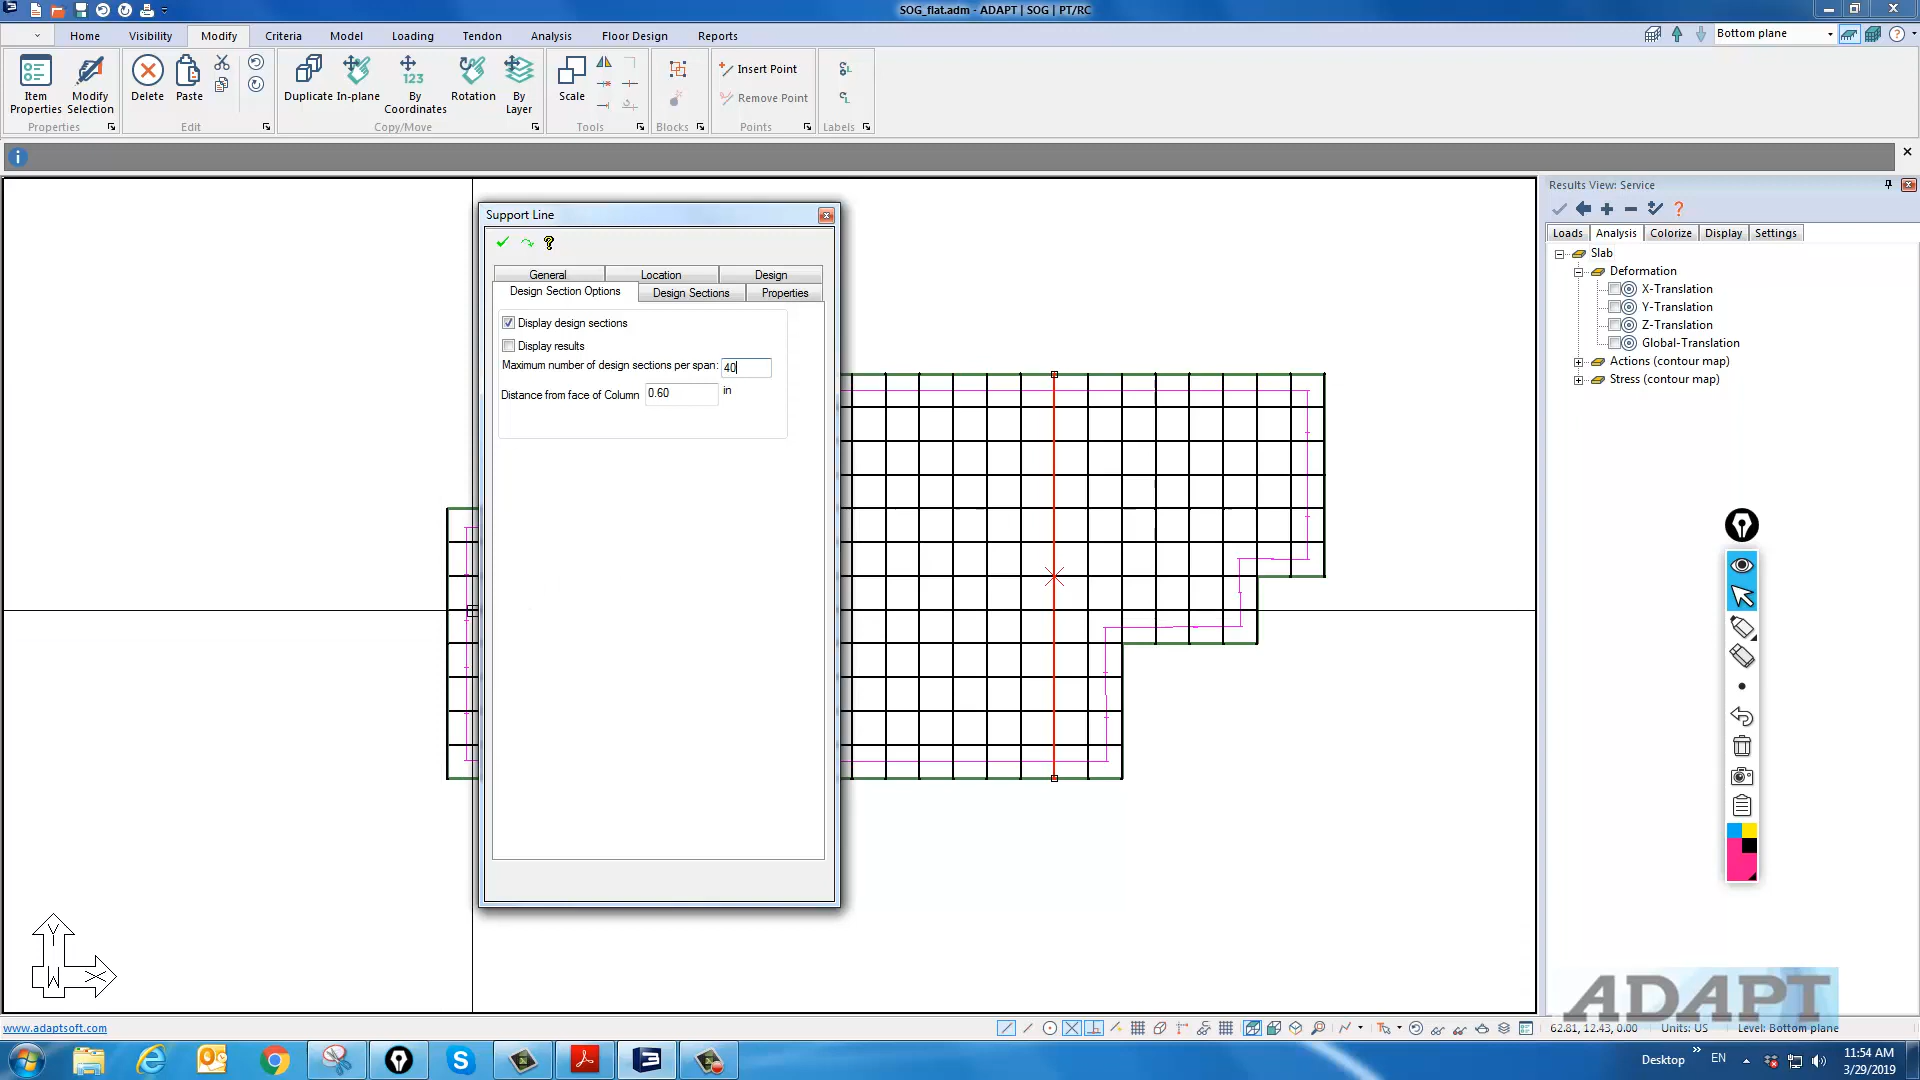 SOG_flat.adm - ADAPT | SOG | PT/RC
Home Visibility Modify Criteria Model Loading Tendon Analysis Floor Design Reports
Bottom plane
Item Properties
Modify Selection
Properties
Delete
Paste
Edit
Duplicate
In-plane
123
By Coordinates
Rotation
By Layer
Copy/Move
Scale
Tools
Blocks
Insert Point
Remove Point
Points
Labels
Support Line
General Location Design
Design Section Options Design Sections Properties
Display design sections
Display results
Maximum number of design sections per span: 40
Distance from face of Column 0.60 in
Results View: Service
Loads Analysis Colorize Display Settings
Slab
Deformation
X-Translation
Y-Translation
Z-Translation
Global-Translation
Actions (contour map)
Stress (contour map)
Y
W X
ADAPT
www.adaptsoft.com
62.81, 12.43, 0.00 Units: US Level: Bottom plane
Desktop EN
11:54 AM
3/29/2019